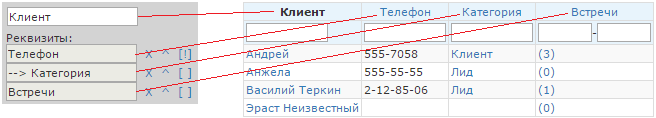 Клиент
Реквизиты:
Телефон X ^ [!]
--> Категория X ^ [ ]
Встречи X ^ [ ]
Клиент Телефон Категория Встречи
-
Андрей 555-7058 Клиент (3)
Анжела 555-55-55 Лид (0)
Василий Теркин 2-12-85-06 Лид (1)
Эраст Неизвестный (0)